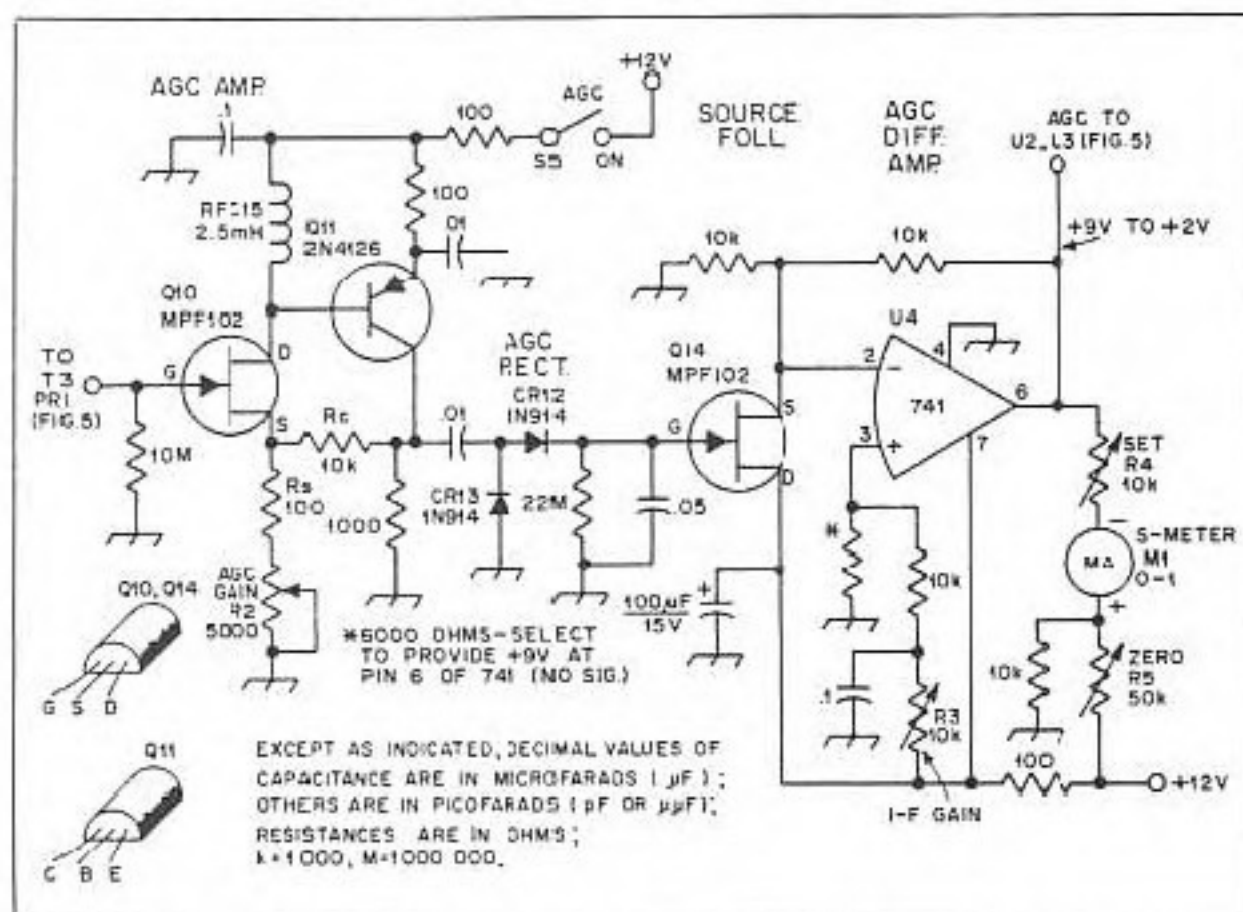 AGC AMP.
.1
100
AGC
+12V
S5
ON
SOURCE
FOLL
AGC
DIFF.
AMP.
AGC TO
U2,L3 (FIG.5)
+9V TO +2V
RFC15
2.5mH
Q11
2N4126
100
.01
10k
10k
Q10
MPF102
D
G
S
TO
T3
PRI
(FIG.5)
10M
10k
Rs
100
1000
.01
AGC
RECT.
CR12
1N914
CR13
1N914
22M
.05
Q14
MPF102
G
S
D
U4
741
2
-
3
+
4
6
7
SET
R4
10k
-
S-METER
M1
0-1
MA
+
ZERO
R5
50k
10k
*
10k
.1
R3
10k
I-F GAIN
100
+12V
+
100µF
15V
AGC
GAIN
R2
5000
*6000 OHMS-SELECT
TO PROVIDE +9V AT
PIN 6 OF 741 (NO SIG.)
Q10, Q14
G S D
Q11
C B E
EXCEPT AS INDICATED, DECIMAL VALUES OF
CAPACITANCE ARE IN MICROFARADS (µF);
OTHERS ARE IN PICOFARADS (pF OR µµF);
RESISTANCES ARE IN OHMS;
k=1000, M=1000 000.